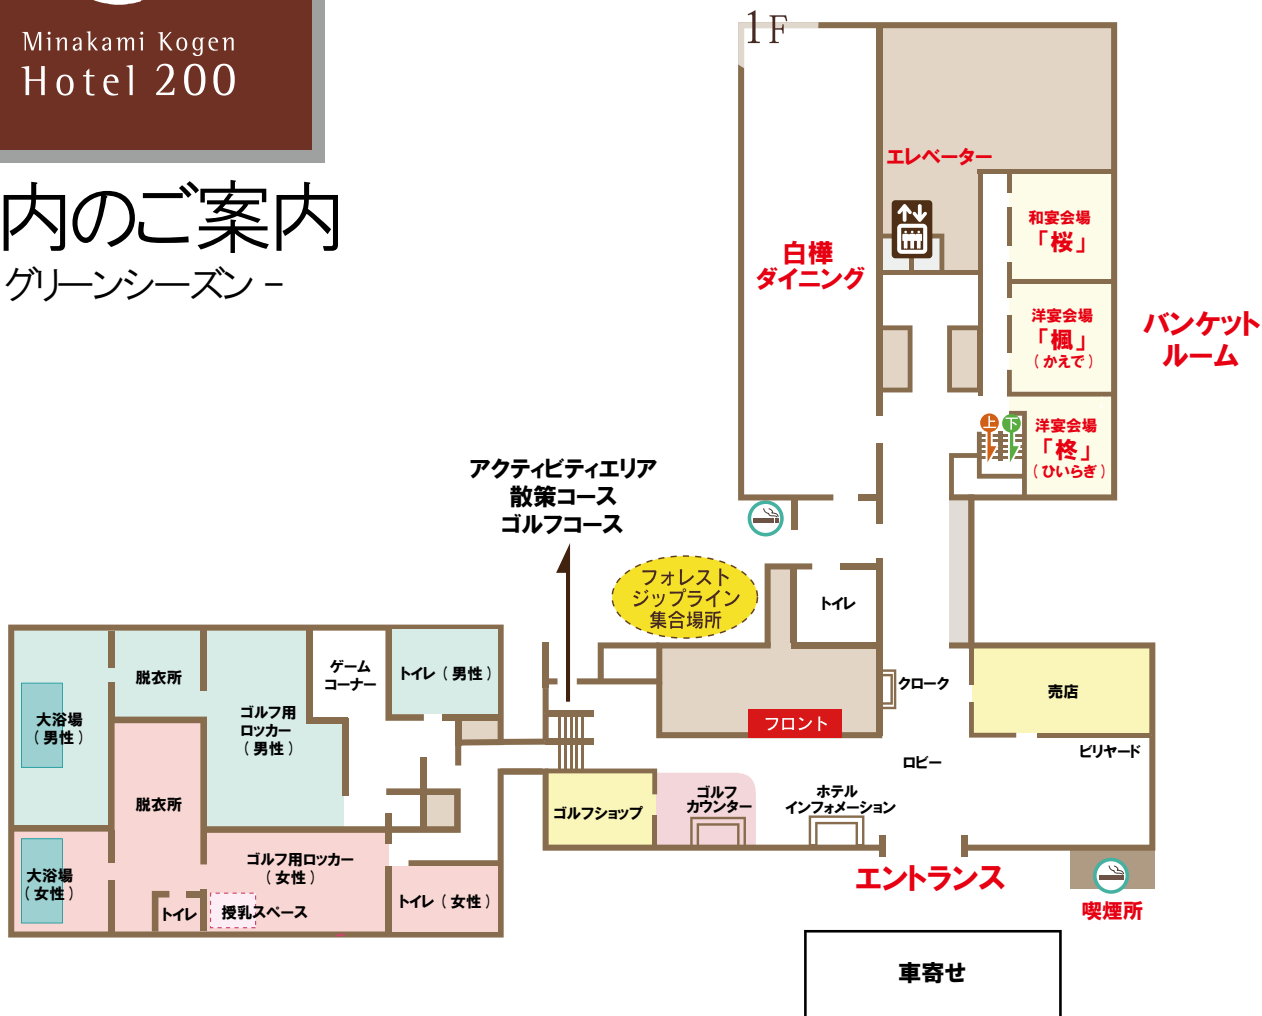 Minakami Kogen
Hotel 200
内のご案内
グリーンシーズン -
1F
エレベーター
白樺
ダイニング
和宴会場
「桜」
洋宴会場
「楓」
(かえで)
上
下
洋宴会場
「柊」
(ひいらぎ)
バンケット
ルーム
アクティビティエリア
散策コース
ゴルフコース
フォレスト
ジップライン
集合場所
トイレ
クローク
フロント
売店
ビリヤード
ロビー
脱衣所
大浴場
(男性)
ゴルフ用
ロッカー
(男性)
ゲーム
コーナー
トイレ(男性)
脱衣所
大浴場
(女性)
トイレ
ゴルフ用ロッカー
(女性)
授乳スペース
トイレ(女性)
ゴルフショップ
ゴルフ
カウンター
ホテル
インフォメーション
エントランス
喫煙所
車寄せ